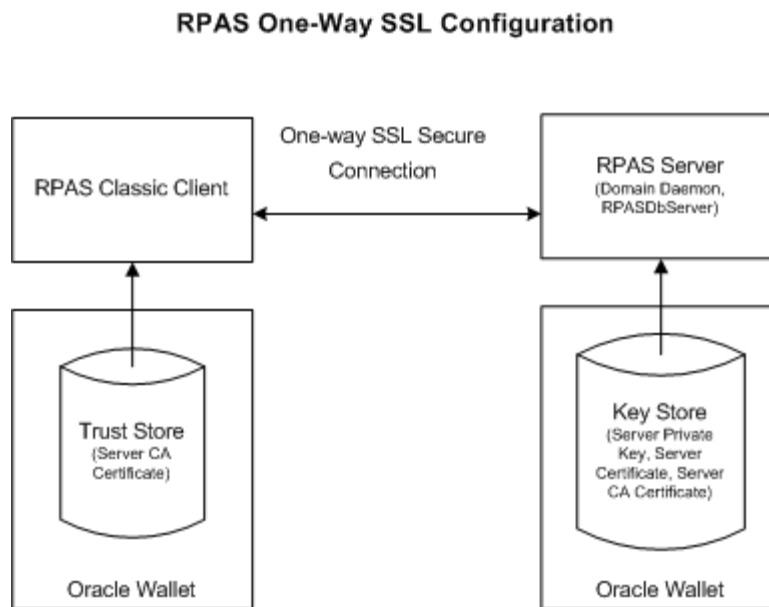 RPAS One-Way SSL Configuration
One-way SSL Secure
Connection
RPAS Classic Client
RPAS Server
(Domain Daemon,
RPASDbServer)
Trust Store
(Server CA
Certificate)
Oracle Wallet
Key Store
(Server Private
Key, Server
Certificate, Server
CA Certificate)
Oracle Wallet